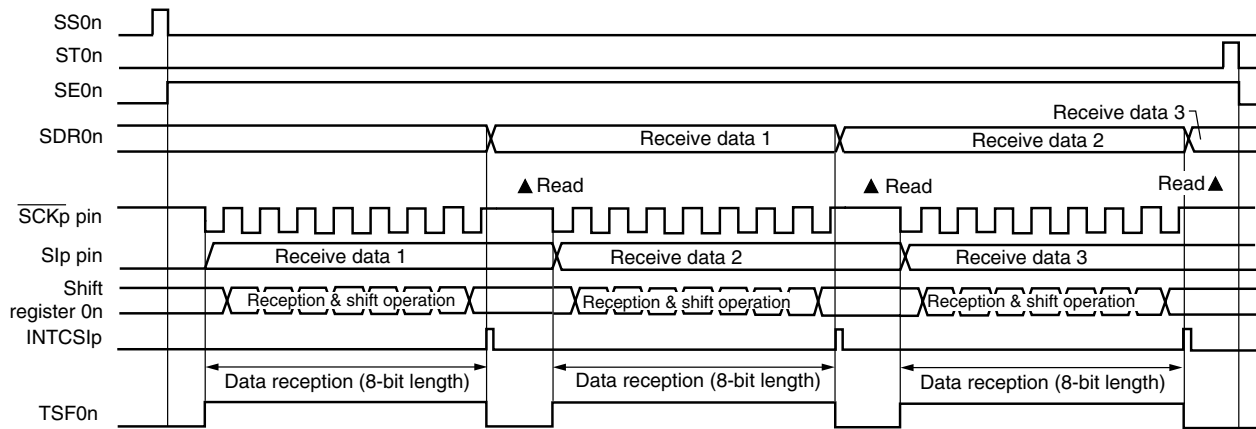 SS0n
ST0n
SE0n
SDR0n
Receive data 1
Receive data 2
Receive data 3
▲ Read
▲ Read
Read ▲
SCKp pin
SIp pin
Receive data 1
Receive data 2
Receive data 3
Shift
register 0n
Reception & shift operation
Reception & shift operation
Reception & shift operation
INTCSIp
Data reception (8-bit length)
Data reception (8-bit length)
Data reception (8-bit length)
TSF0n